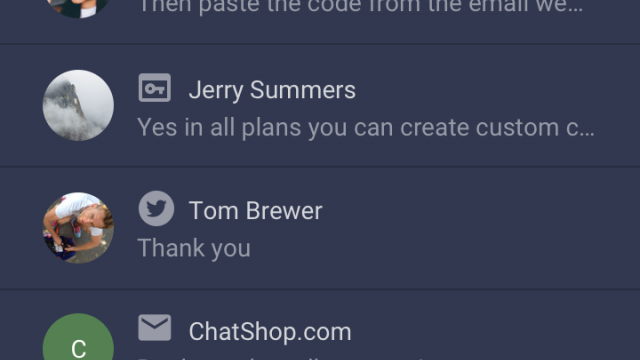 Then paste the code from the email we...
Jerry Summers
Yes in all plans you can create custom c...
Tom Brewer
Thank you
C
ChatShop.com